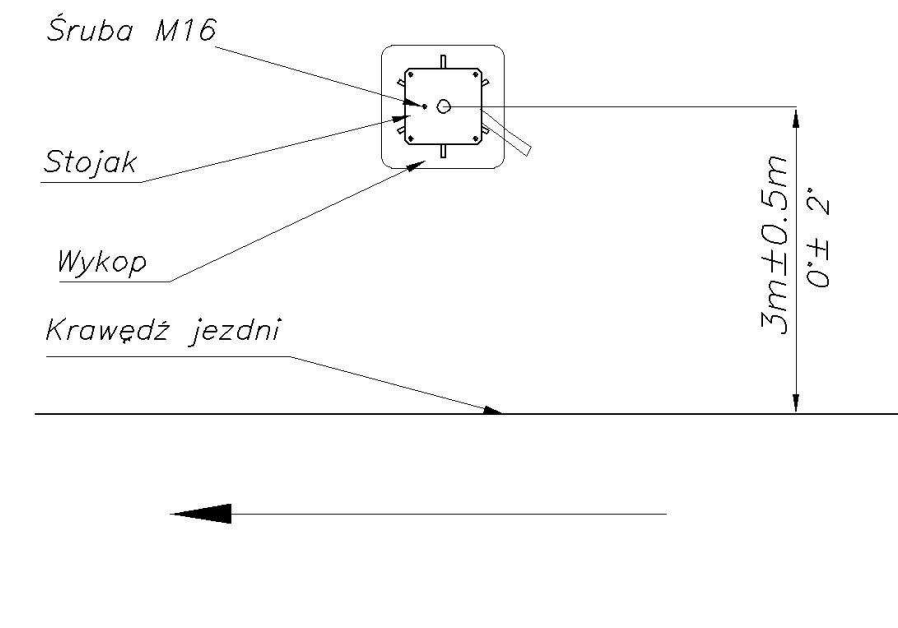 Śruba M16
Stojak
Wykop
Krawędź jezdni
3m±0.5m
0°± 2°